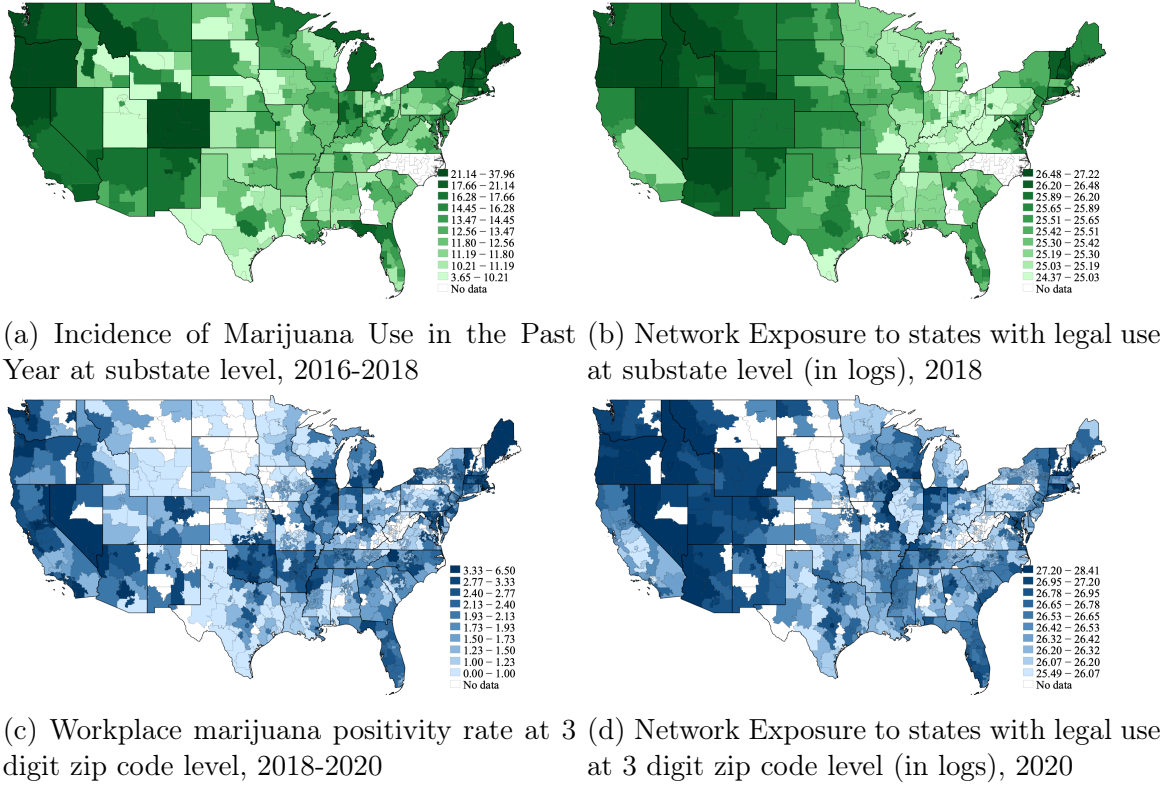 21.14 − 37.96
17.66 − 21.14
16.28 − 17.66
14.45 − 16.28
13.47 − 14.45
12.56 − 13.47
11.80 − 12.56
11.19 − 11.80
10.21 − 11.19
3.65 − 10.21
No data
26.48 − 27.22
26.20 − 26.48
25.89 − 26.20
25.65 − 25.89
25.51 − 25.65
25.42 − 25.51
25.30 − 25.42
25.19 − 25.30
25.03 − 25.19
24.37 − 25.03
No data
(a) Incidence of Marijuana Use in the Past
Year at substate level, 2016-2018
(b) Network Exposure to states with legal use
at substate level (in logs), 2018
3.33 − 6.50
2.77 − 3.33
2.40 − 2.77
2.13 − 2.40
1.93 − 2.13
1.73 − 1.93
1.50 − 1.73
1.23 − 1.50
1.00 − 1.23
0.00 − 1.00
No data
27.20 − 28.41
26.95 − 27.20
26.78 − 26.95
26.65 − 26.78
26.53 − 26.65
26.42 − 26.53
26.32 − 26.42
26.20 − 26.32
26.07 − 26.20
25.49 − 26.07
No data
(c) Workplace marijuana positivity rate at 3
digit zip code level, 2018-2020
(d) Network Exposure to states with legal use
at 3 digit zip code level (in logs), 2020